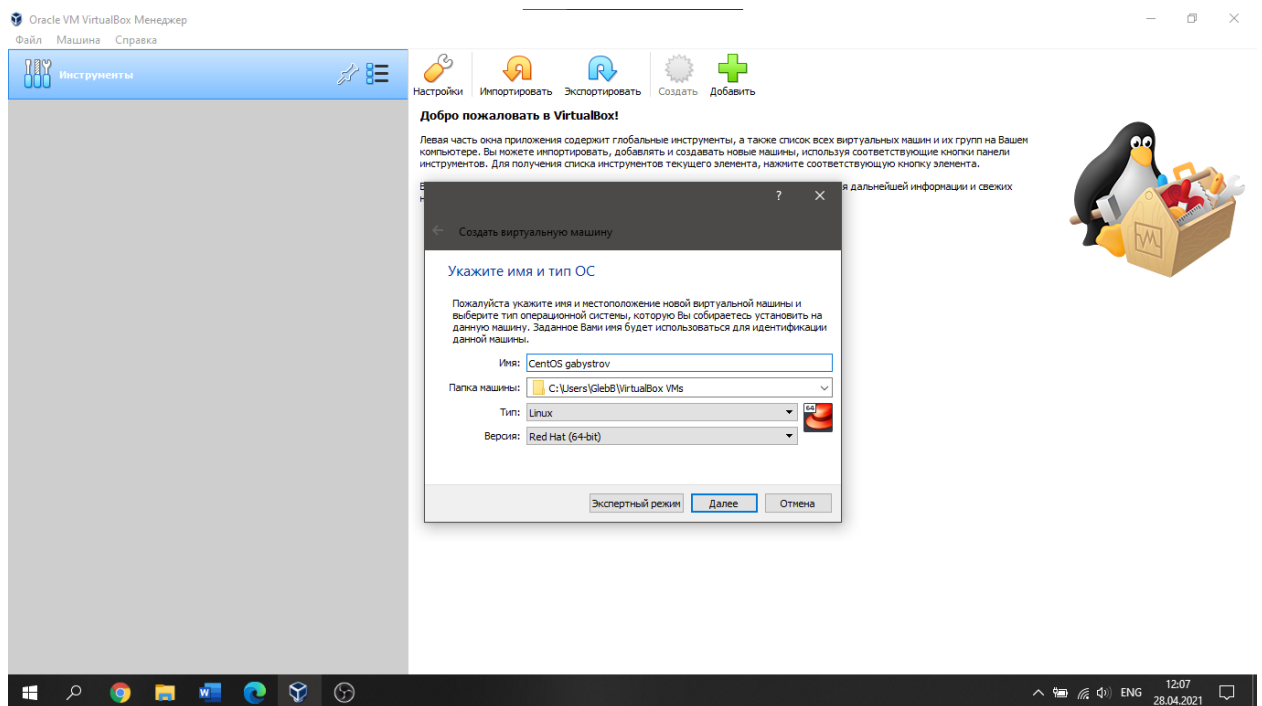 Oracle VM VirtualBox Менеджер
Файл Машина Справка
Инструменты
Настройки Импортировать Экспортировать Создать Добавить
Добро пожаловать в VirtualBox!
Левая часть окна приложения содержит глобальные инструменты, а также список всех виртуальных машин и их групп на Вашем
компьютере. Вы можете импортировать, добавлять и создавать новые машины, используя соответствующие кнопки панели
инструментов. Для получения списка инструментов текущего элемента, нажмите соответствующую кнопку элемента.
я дальнейшей информации и свежих
?
Создать виртуальную машину
Укажите имя и тип ОС
Пожалуйста укажите имя и местоположение новой виртуальной машины и
выберите тип операционной системы, которую Вы собираетесь установить на
данную машину. Заданное Вами имя будет использоваться для идентификации
данной машины.
Имя: CentOS gabystrov
Папка машины: C:\Users\GlebB\VirtualBox VMs
Тип: Linux
64
Версия: Red Hat (64-bit)
Экспертный режим Далее Отмена
ENG
12:07
28.04.2021